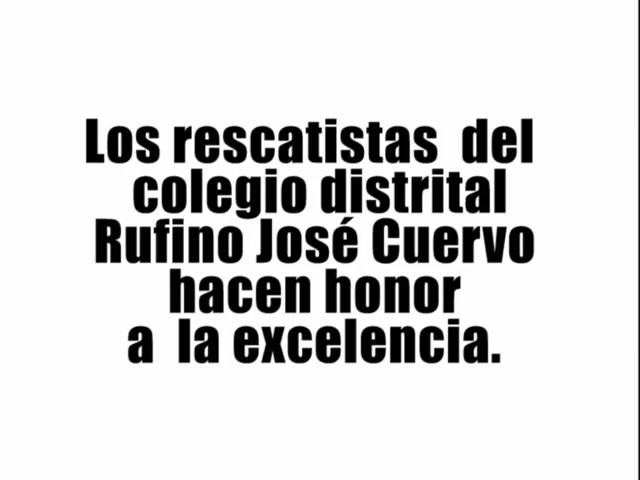 Los rescatistas del
colegio distrital
Rufino José Cuervo
hacen honor
a la excelencia.